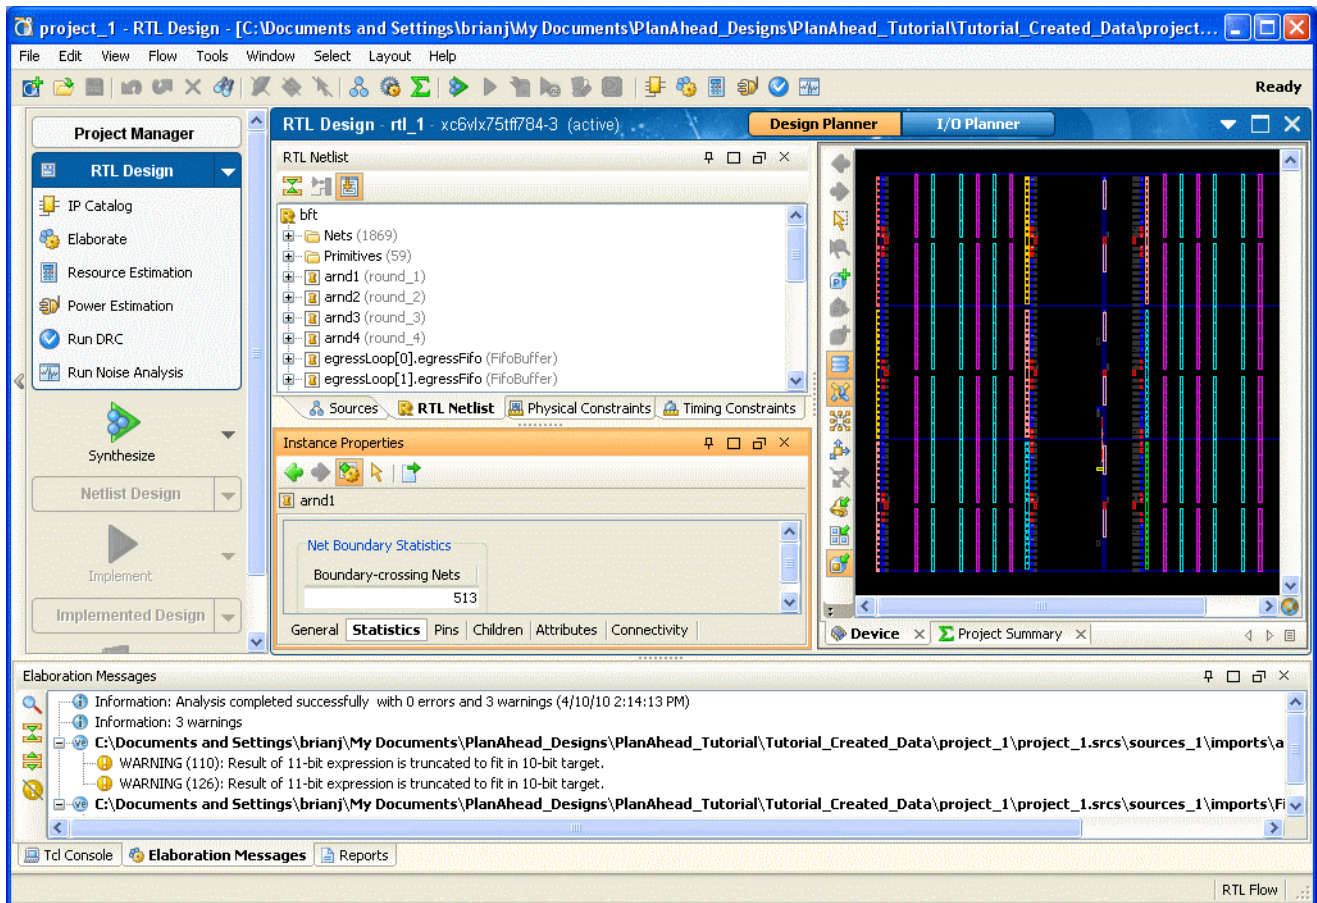 project_1 - RTL Design - [C:\Documents and Settings\brianj\My Documents\PlanAhead_Designs\PlanAhead_Tutorial\Tutorial_Created_Data\project...
File Edit View Flow Tools Window Select Layout Help
Ready
Project Manager
RTL Design
IP Catalog
Elaborate
Resource Estimation
Power Estimation
Run DRC
Run Noise Analysis
Synthesize
Netlist Design
Implement
Implemented Design
RTL Design - rtl_1 - xc6vlx75tff784-3 (active)
Design Planner
I/O Planner
RTL Netlist
bft
Nets (1869)
Primitives (59)
arnd1 (round_1)
arnd2 (round_2)
arnd3 (round_3)
arnd4 (round_4)
egressLoop[0].egressFifo (FifoBuffer)
egressLoop[1].egressFifo (FifoBuffer)
Sources RTL Netlist Physical Constraints Timing Constraints
Instance Properties
arnd1
Net Boundary Statistics
Boundary-crossing Nets
513
General Statistics Pins Children Attributes Connectivity
Device Project Summary
Elaboration Messages
Information: Analysis completed successfully with 0 errors and 3 warnings (4/10/10 2:14:13 PM)
Information: 3 warnings
C:\Documents and Settings\brianj\My Documents\PlanAhead_Designs\PlanAhead_Tutorial\Tutorial_Created_Data\project_1\project_1.srcs\sources_1\imports\a
WARNING (110): Result of 11-bit expression is truncated to fit in 10-bit target.
WARNING (126): Result of 11-bit expression is truncated to fit in 10-bit target.
C:\Documents and Settings\brianj\My Documents\PlanAhead_Designs\PlanAhead_Tutorial\Tutorial_Created_Data\project_1\project_1.srcs\sources_1\imports\Fi
Tcl Console Elaboration Messages Reports
RTL Flow